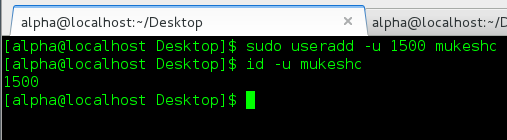 alpha@localhost:~/Desktop × alpha@localhost:~/
[alpha@localhost Desktop]$ sudo useradd -u 1500 mukeshc
[alpha@localhost Desktop]$ id -u mukeshc
1500
[alpha@localhost Desktop]$